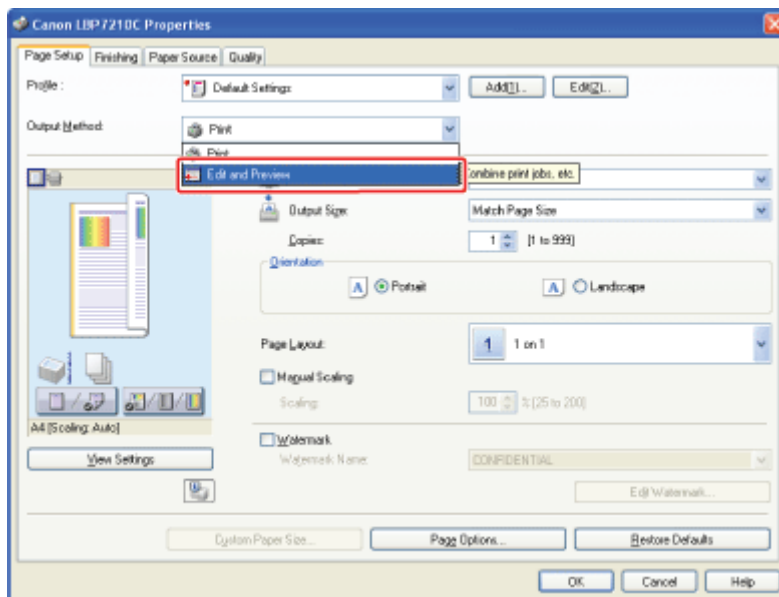 Canon LBP7210C Properties
Page Setup Finishing Paper Source Quality
Profile : Default Settings Add(1)... Edit(2)...
Output Method: Print
Print
Edit and Preview Combine print jobs, etc.
Output Size: Match Page Size
Copies: 1 [1 to 999]
Orientation
A Portrait A Landscape
Page Layout: 1 1 on 1
Manual Scaling
Scaling: 100 % [25 to 200]
A4 [Scaling: Auto]
Watermark
View Settings Watermark Name: CONFIDENTIAL
Edit Watermark...
Custom Paper Size... Page Options... Restore Defaults
OK Cancel Help